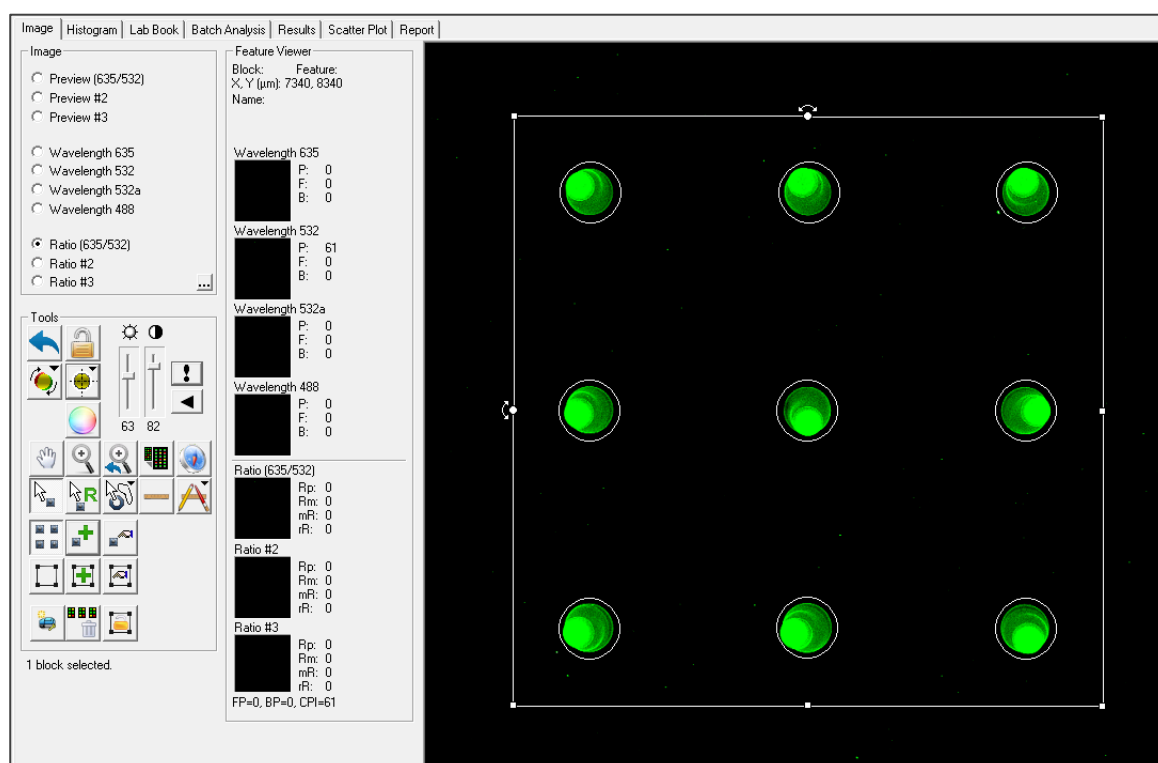 Image Histogram Lab Book Batch Analysis Results Scatter Plot Report
Image
Preview (635/532)
Preview #2
Preview #3
Wavelength 635
Wavelength 532
Wavelength 532a
Wavelength 488
Ratio (635/532)
Ratio #2
Ratio #3
...
Tools
63 82
R
1 block selected.
Feature Viewer
Block: Feature:
X, Y (µm): 7340, 8340
Name:
Wavelength 635
P: 0
F: 0
B: 0
Wavelength 532
P: 61
F: 0
B: 0
Wavelength 532a
P: 0
F: 0
B: 0
Wavelength 488
P: 0
F: 0
B: 0
Ratio (635/532)
Rp: 0
Rm: 0
mR: 0
rR: 0
Ratio #2
Rp: 0
Rm: 0
mR: 0
rR: 0
Ratio #3
Rp: 0
Rm: 0
mR: 0
rR: 0
FP=0, BP=0, CPI=61